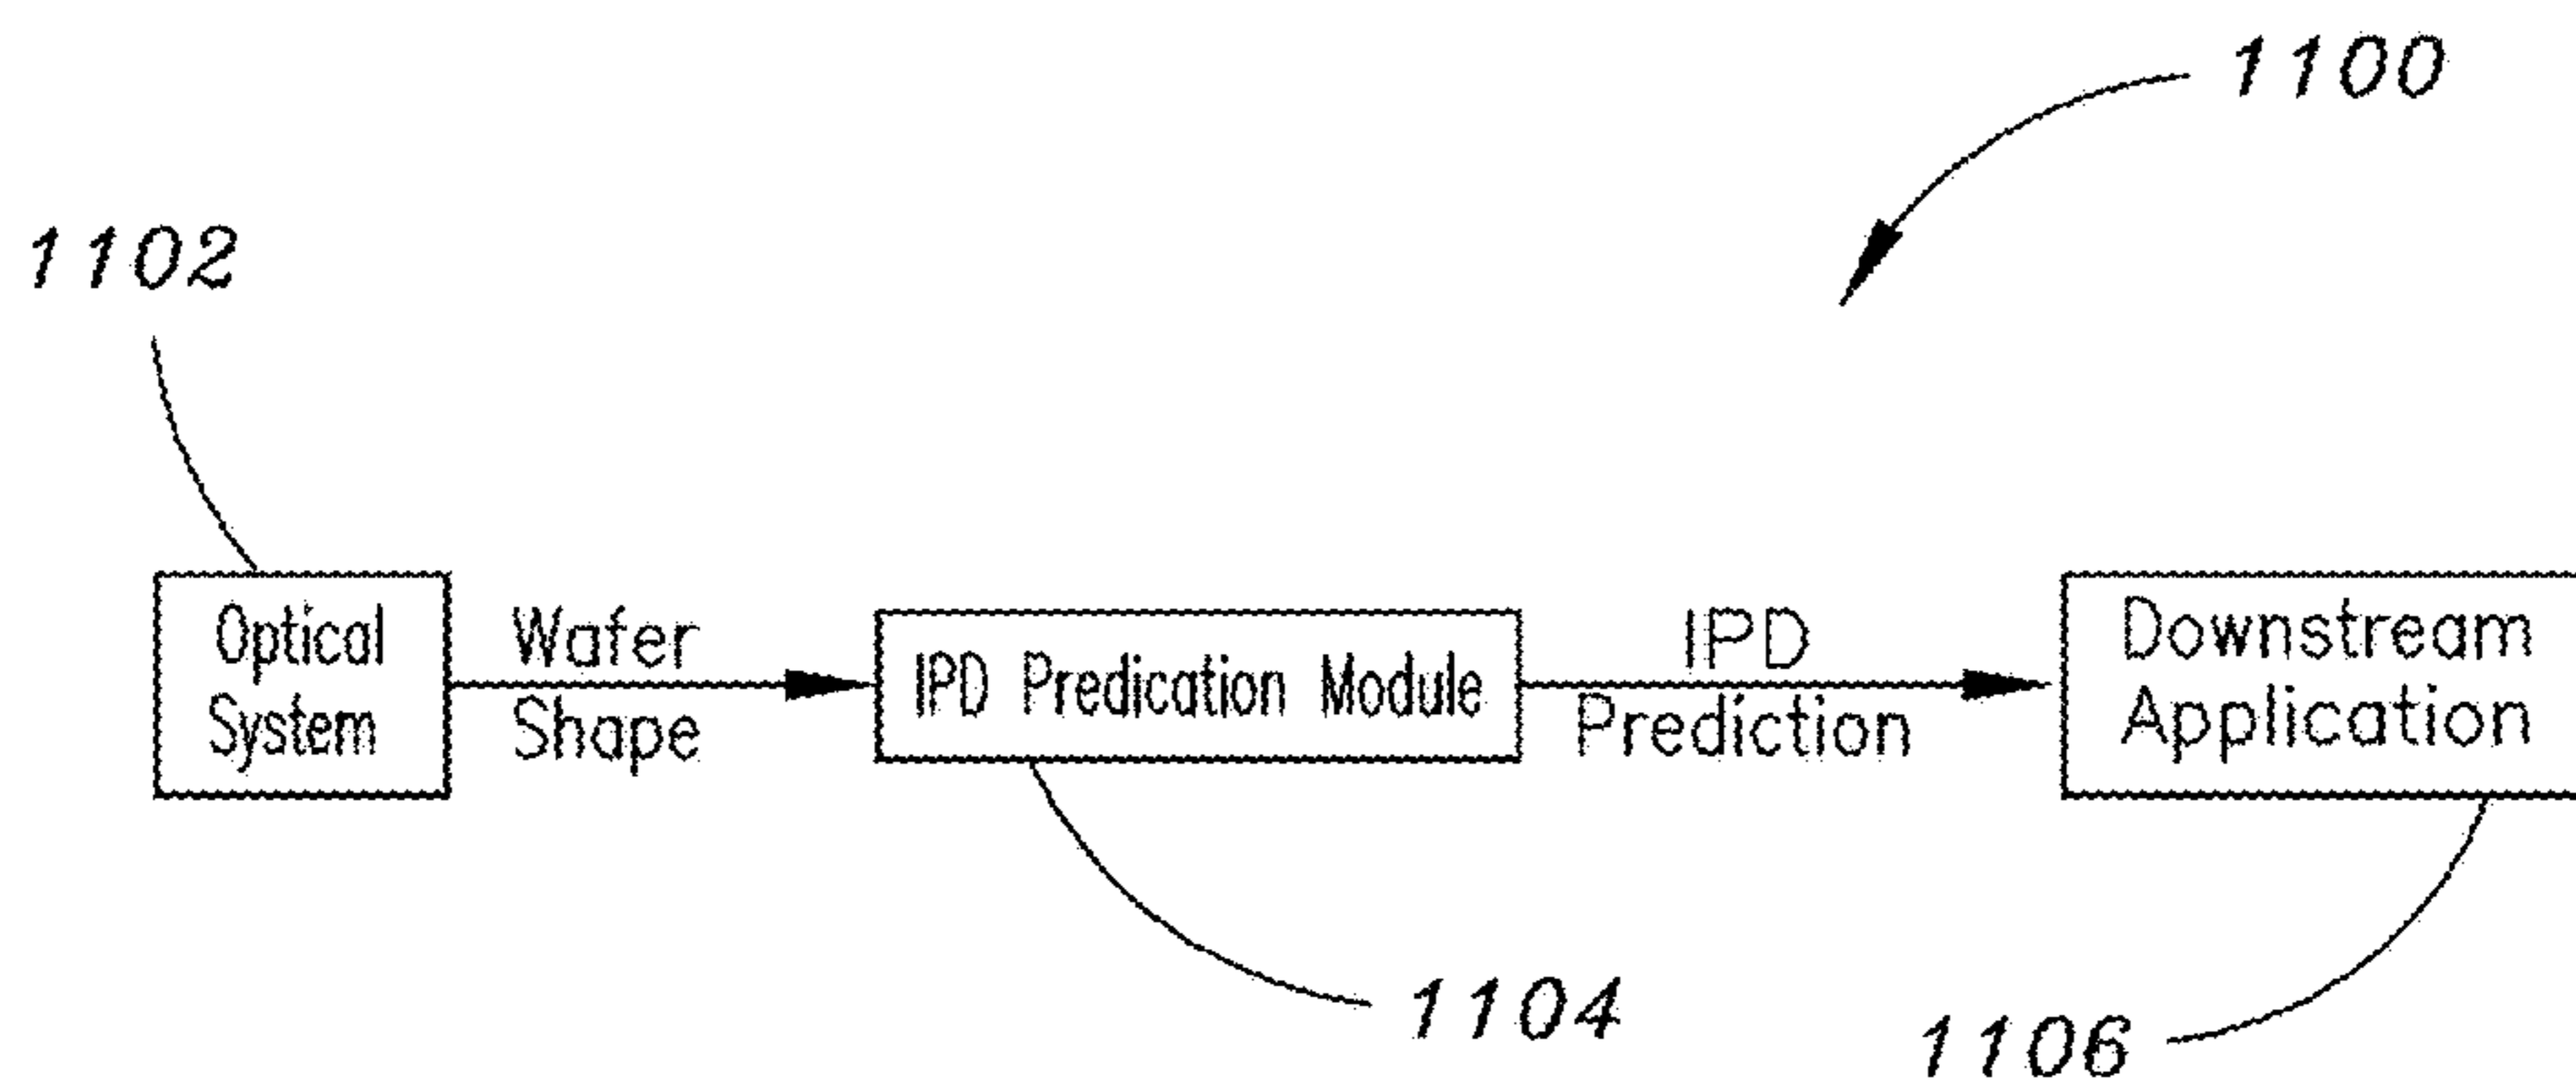 1100
1102
Optical
System
Wafer
Shape
IPD Predication Module
IPD
Prediction
Downstream
Application
1104
1106